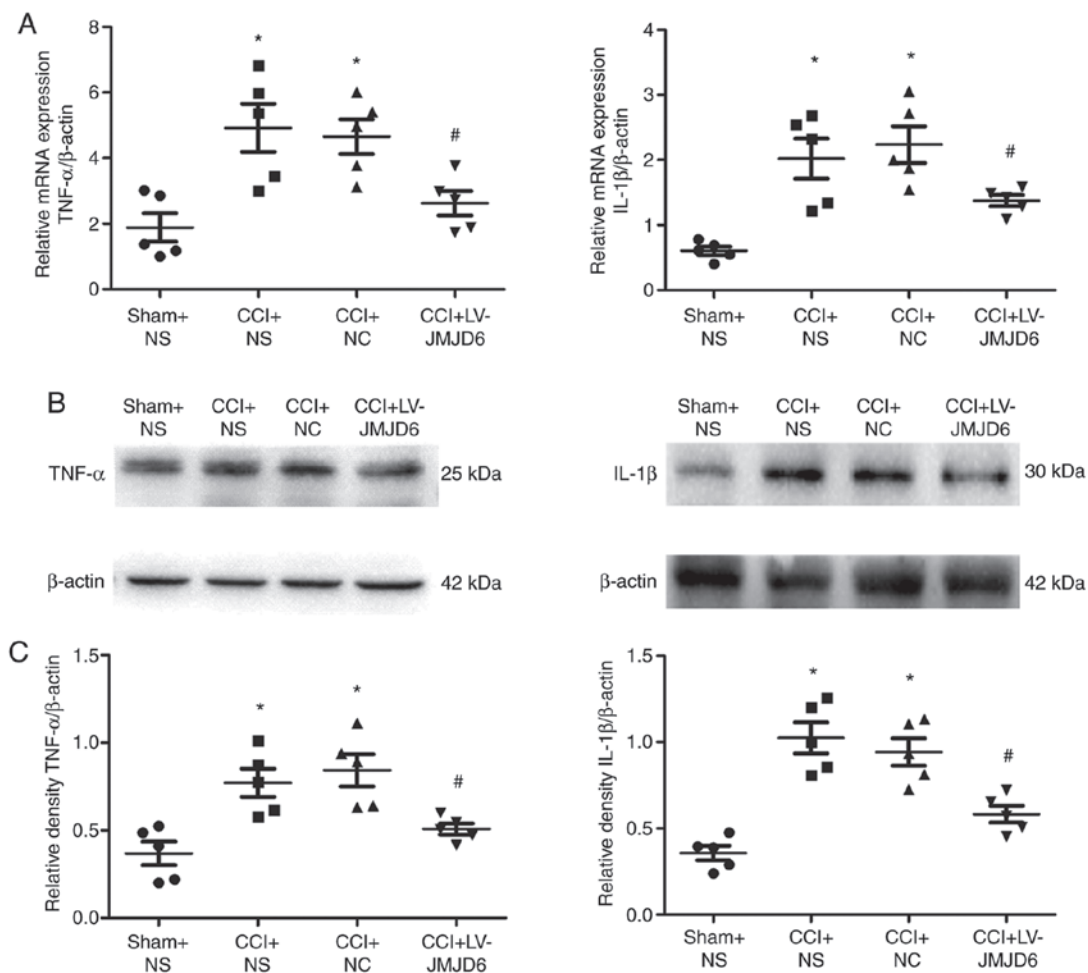 A
Relative mRNA expression
TNF-α/β-actin
8
6
4
2
0
*
*
#
Sham+
NS
CCI+
NS
CCI+
NC
CCI+LV-
JMJD6
Relative mRNA expression
IL-1β/β-actin
4
3
2
1
0
*
*
#
Sham+
NS
CCI+
NS
CCI+
NC
CCI+LV-
JMJD6
B
Sham+
NS
CCI+
NS
CCI+
NC
CCI+LV-
JMJD6
TNF-α
25 kDa
β-actin
42 kDa
Sham+
NS
CCI+
NS
CCI+
NC
CCI+LV-
JMJD6
IL-1β
30 kDa
β-actin
42 kDa
C
Relative density TNF-α/β-actin
1.5
1.0
0.5
0.0
*
*
#
Sham+
NS
CCI+
NS
CCI+
NC
CCI+LV-
JMJD6
Relative density IL-1β/β-actin
1.5
1.0
0.5
0.0
*
*
#
Sham+
NS
CCI+
NS
CCI+
NC
CCI+LV-
JMJD6